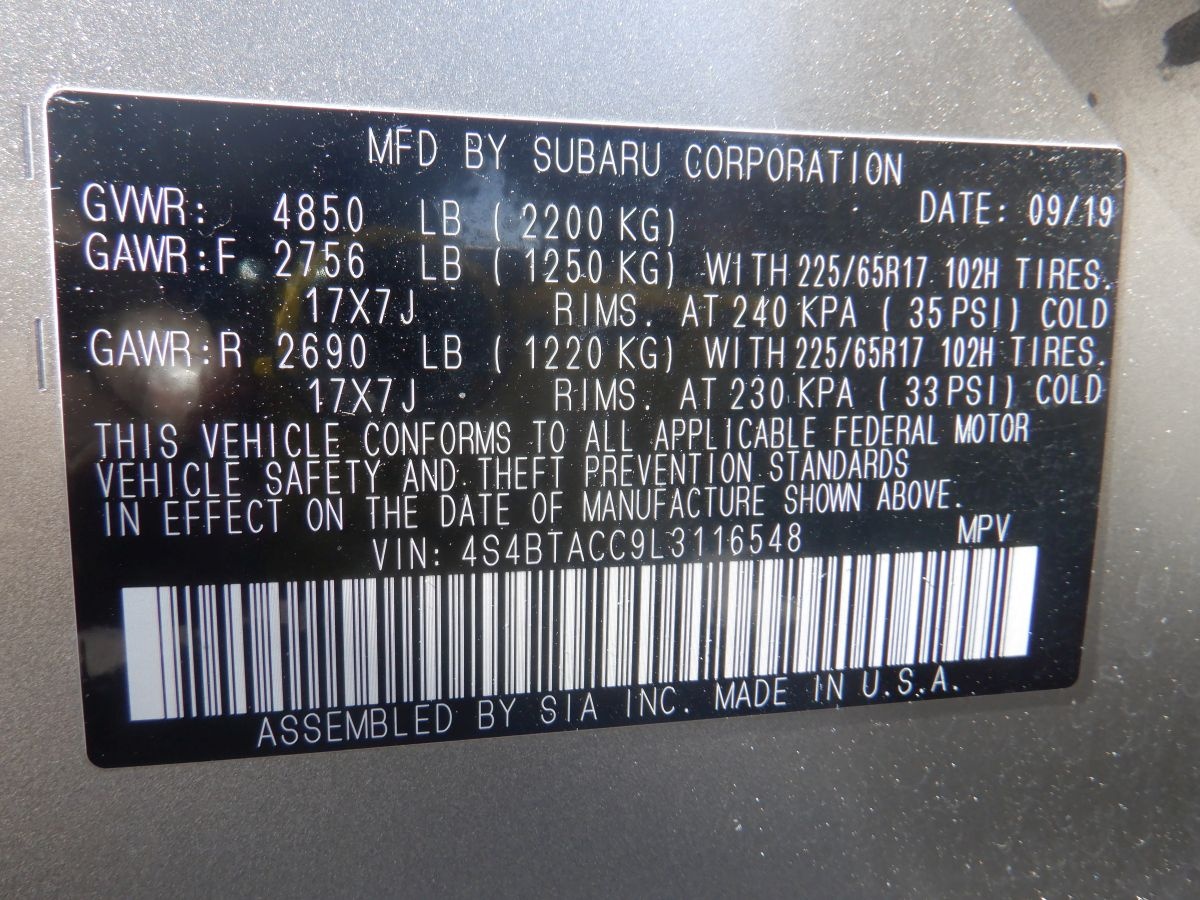 MFD BY SUBARU CORPORATION
GVWR: 4850 LB ( 2200 KG) DATE: 09/19
GAWR:F 2756 LB ( 1250 KG) WITH 225/65R17 102H TIRES.
17X7J RIMS. AT 240 KPA ( 35 PSI) COLD
GAWR:R 2690 LB ( 1220 KG) WITH 225/65R17 102H TIRES.
17X7J RIMS. AT 230 KPA ( 33 PSI) COLD
THIS VEHICLE CONFORMS TO ALL APPLICABLE FEDERAL MOTOR
VEHICLE SAFETY AND THEFT PREVENTION STANDARDS
IN EFFECT ON THE DATE OF MANUFACTURE SHOWN ABOVE.
VIN: 4S4BTACC9L3116548 MPV
ASSEMBLED BY SIA INC. MADE IN U.S.A.